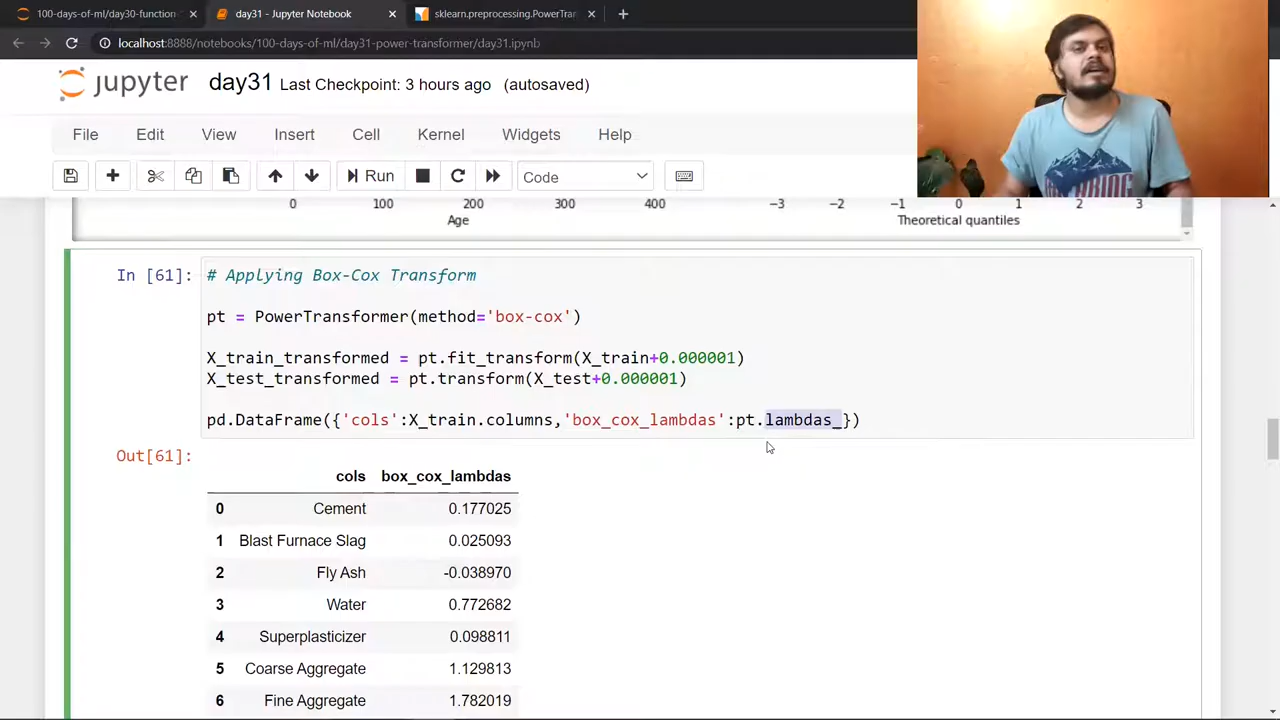 100-days-of-ml/day30-function
day31 - Jupyter Notebook
sklearn.preprocessing.PowerTran
localhost:8888/notebooks/100-days-of-ml/day31-power-transformer/day31.ipynb
jupyter day31 Last Checkpoint: 3 hours ago (autosaved)
File Edit View Insert Cell Kernel Widgets Help
Run Code
0 100 200 300 400 −3 −2 −1 0 1 2 3
Age Theoretical quantiles
In [61]: # Applying Box-Cox Transform
pt = PowerTransformer(method='box-cox')
X_train_transformed = pt.fit_transform(X_train+0.000001)
X_test_transformed = pt.transform(X_test+0.000001)
pd.DataFrame({'cols':X_train.columns,'box_cox_lambdas':pt.lambdas_})
Out[61]:
cols box_cox_lambdas
0 Cement 0.177025
1 Blast Furnace Slag 0.025093
2 Fly Ash -0.038970
3 Water 0.772682
4 Superplasticizer 0.098811
5 Coarse Aggregate 1.129813
6 Fine Aggregate 1.782019